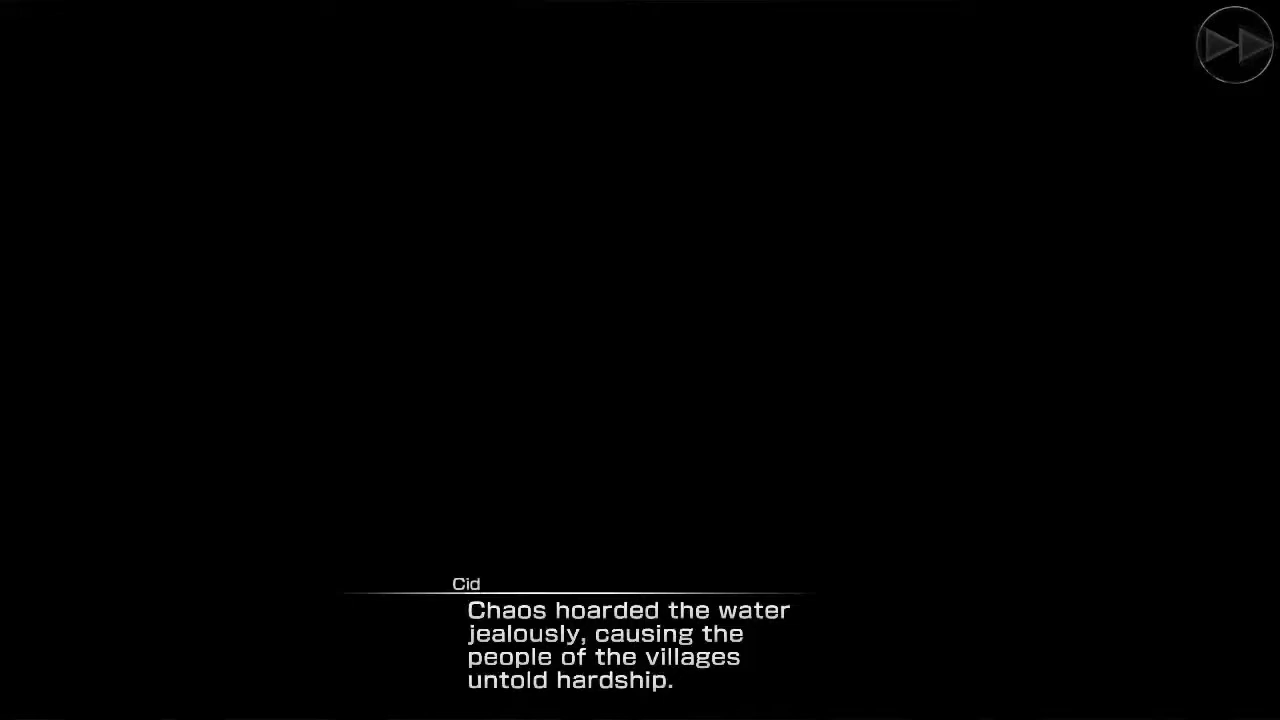 Cid
Chaos hoarded the water
jealously, causing the
people of the villages
untold hardship.